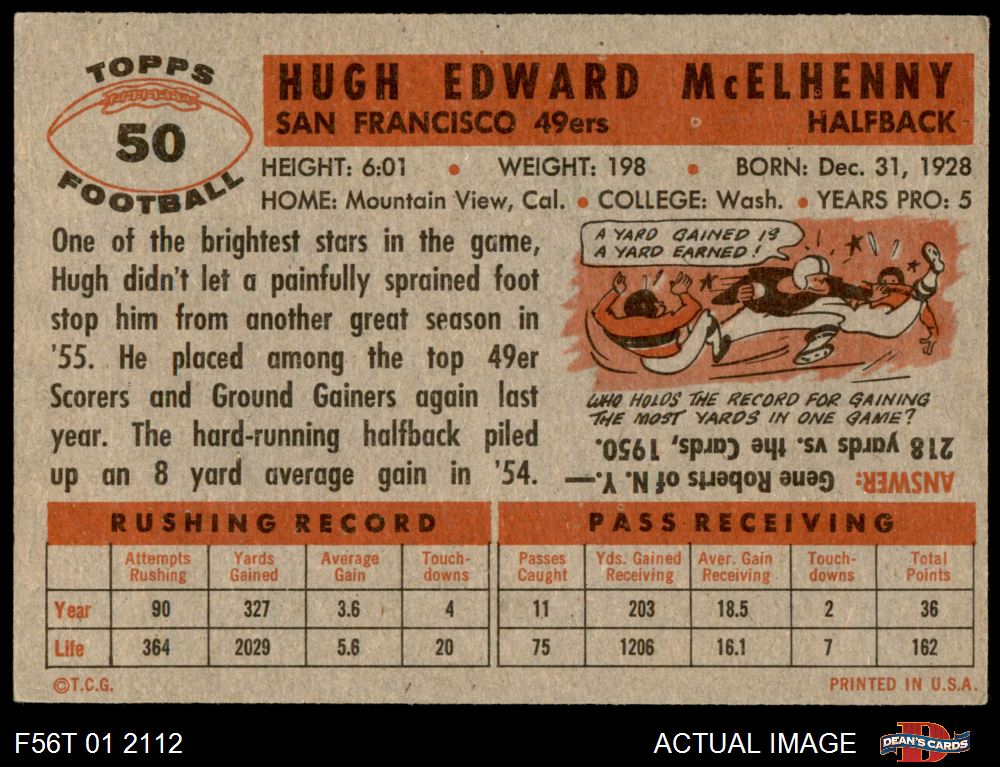 TOPPS
50
FOOTBALL
HUGH EDWARD McELHENNY
SAN FRANCISCO 49ers HALFBACK
HEIGHT: 6:01 • WEIGHT: 198 • BORN: Dec. 31, 1928
HOME: Mountain View, Cal. • COLLEGE: Wash. • YEARS PRO: 5
One of the brightest stars in the game,
Hugh didn't let a painfully sprained foot
stop him from another great season in
'55. He placed among the top 49er
Scorers and Ground Gainers again last
year. The hard-running halfback piled
up an 8 yard average gain in '54.
A YARD GAINED IS
A YARD EARNED!
WHO HOLDS THE RECORD FOR GAINING
THE MOST YARDS IN ONE GAME?
ANSWER: Gene Roberts of N. Y.—
218 yards vs. the Cards, 1950.
RUSHING RECORD
Attempts Rushing Yards Gained Average Gain Touch-downs
Year 90 327 3.6 4
Life 364 2029 5.6 20
PASS RECEIVING
Passes Caught Yds. Gained Receiving Aver. Gain Receiving Touch-downs Total Points
11 203 18.5 2 36
75 1206 16.1 7 162
©T.C.G. PRINTED IN U.S.A.
F56T 01 2112 ACTUAL IMAGE DEAN'S CARDS